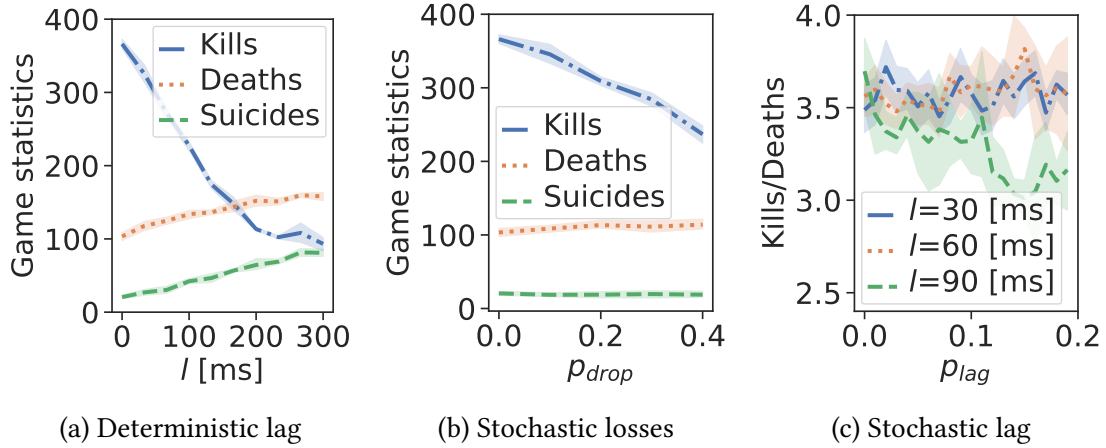 Game statistics
400
300
200
100
0
Kills
Deaths
Suicides
0 100 200 300
l [ms]
(a) Deterministic lag
Game statistics
400
300
200
100
0
Kills
Deaths
Suicides
0.0 0.2 0.4
p_drop
(b) Stochastic losses
Kills/Deaths
4.0
3.5
3.0
2.5
l=30 [ms]
l=60 [ms]
l=90 [ms]
0.0 0.1 0.2
p_lag
(c) Stochastic lag